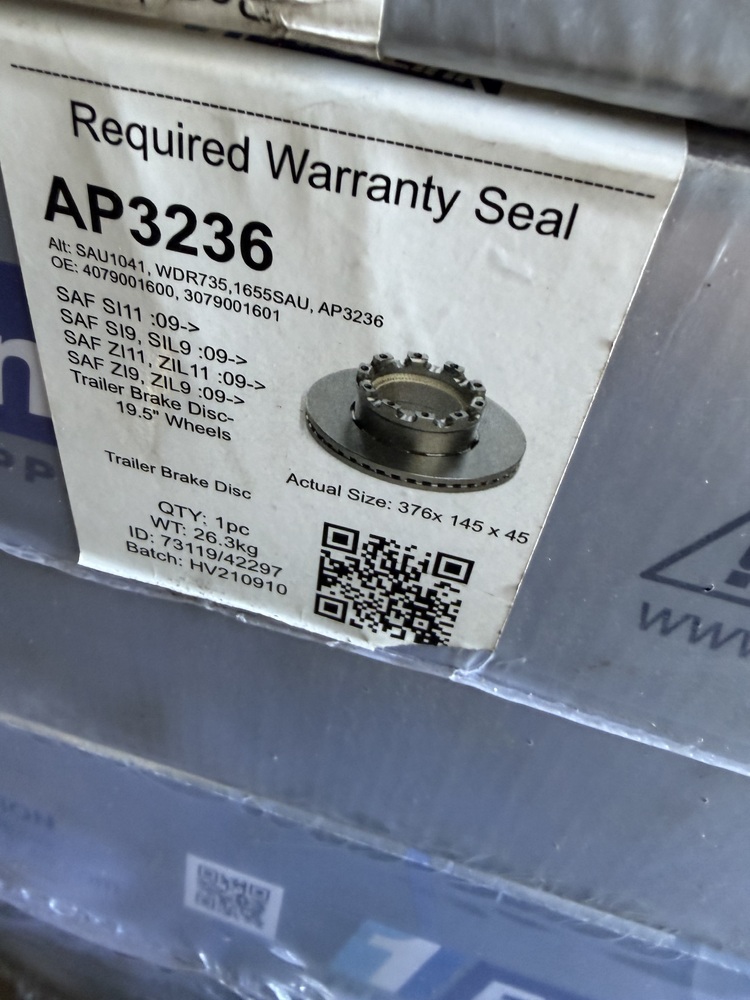 Required Warranty Seal
AP3236
Alt: SAU1041, WDR735,1655SAU, AP3236
OE: 4079001600, 3079001601
SAF SI11 :09->
SAF SI9, SIL9 :09->
SAF ZI11, ZIL11 :09->
SAF ZI9, ZIL9 :09->
Trailer Brake Disc-
19.5" Wheels
Trailer Brake Disc
Actual Size: 376x 145 x 45
QTY: 1pc
WT: 26.3kg
ID: 73119/42297
Batch: HV210910
www.